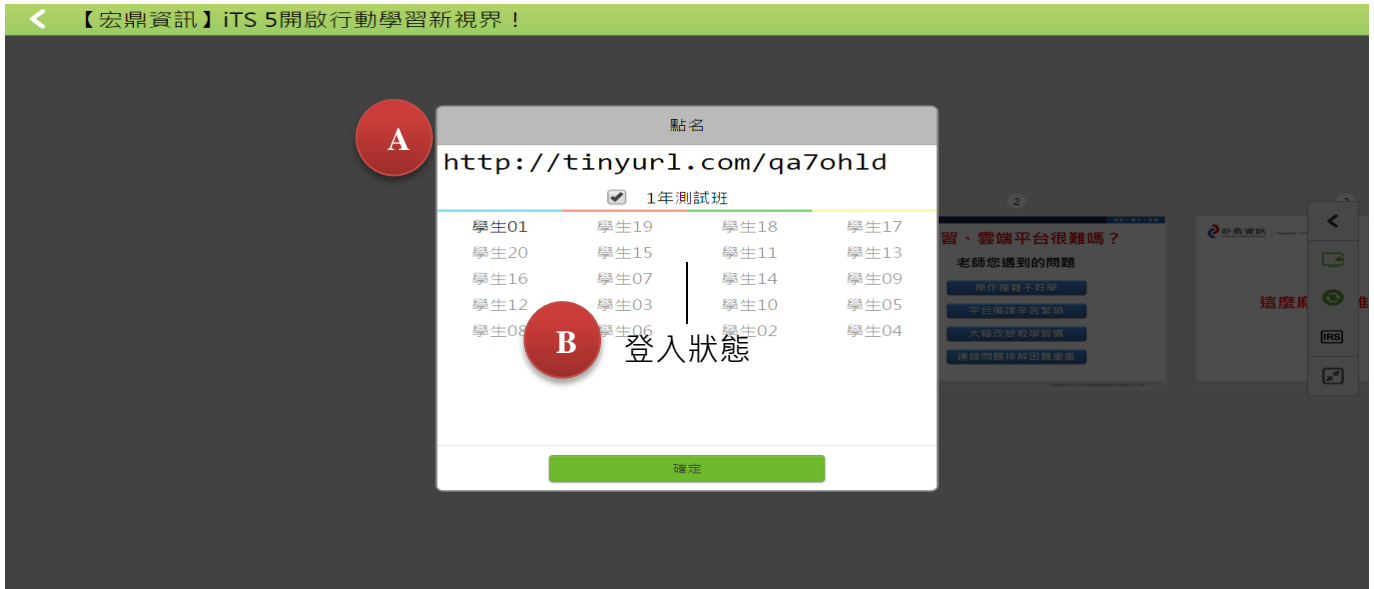 【宏鼎資訊】iTS 5開啟行動學習新視界！
A
點名
http://tinyurl.com/qa7ohld
1年測試班
學生01 學生19 學生18 學生17
學生20 學生15 學生11 學生13
學生16 學生07 學生14 學生09
學生12 學生03 學生10 學生05
學生08 學生06 學生02 學生04
B
登入狀態
確定
2
習、雲端平台很難嗎？
老師您遇到的問題
操作複雜不好學
平台備課辛苦繁瑣
大幅改變教學習慣
連線問題排解困難重重
宏鼎資訊
這麼麻
IRS